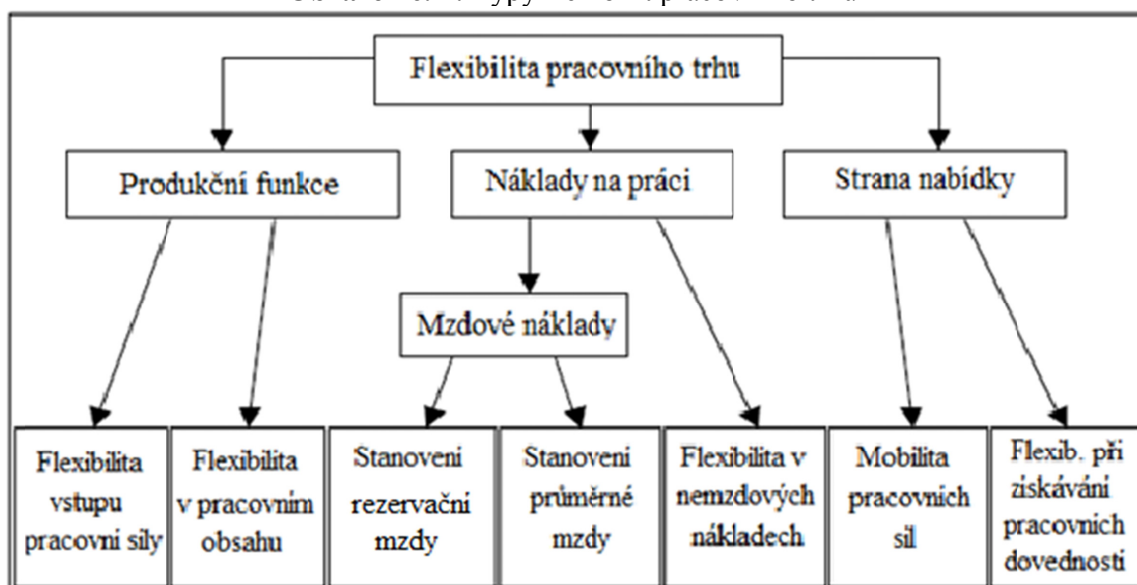 Flexibilita pracovního trhu
Produkční funkce
Náklady na práci
Strana nabídky
Mzdové náklady
Flexibilita
vstupu
pracovní síly
Flexibilita
v pracovním
obsahu
Stanovení
rezervační
mzdy
Stanovení
průměrné
mzdy
Flexibilita v
nemzdových
nákladech
Mobilita
pracovních
sil
Flexib. při
získávání
pracovních
dovedností